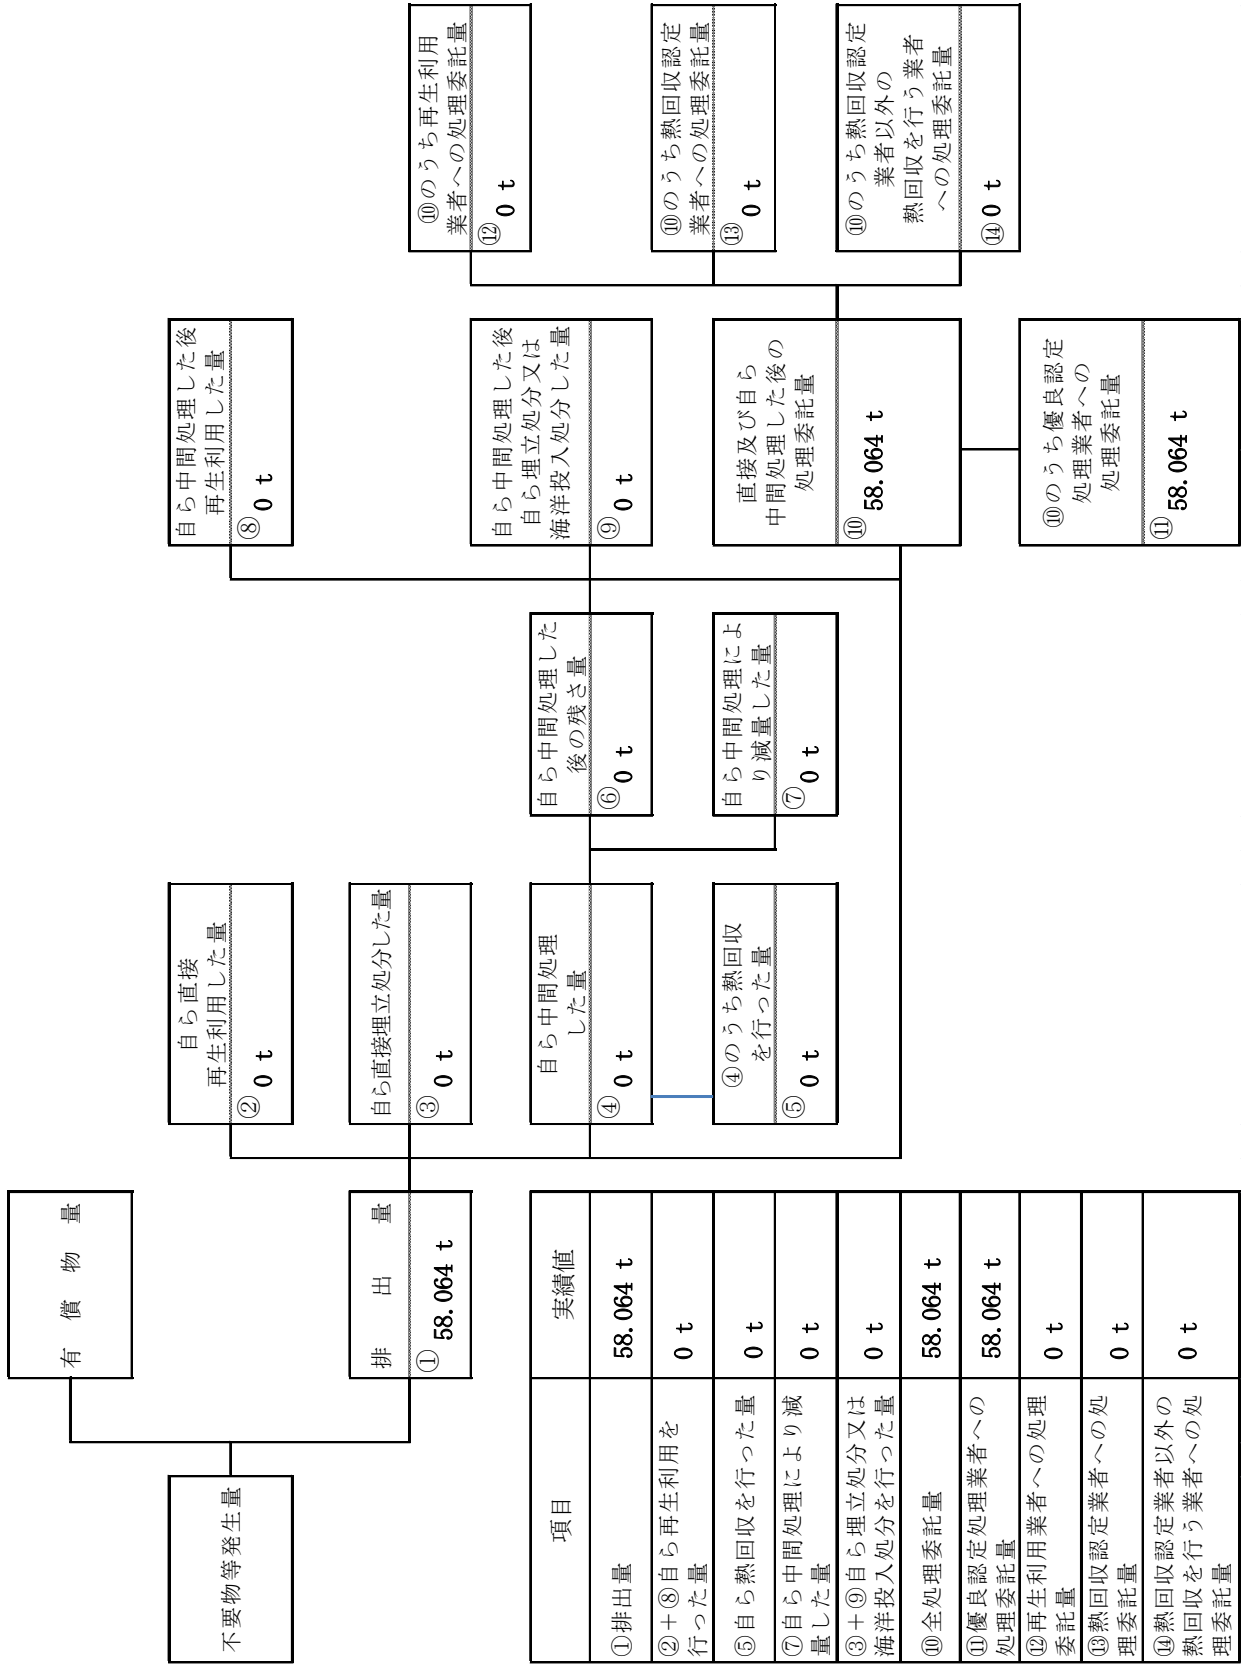 不要物等発生量
有償物量
排出量
① 58.064 t
自ら直接
再生利用した量
② 0 t
自ら直接埋立処分した量
③ 0 t
自ら中間処理
した量
④ 0 t
④のうち熱回収
を行った量
⑤ 0 t
自ら中間処理した
後の残さ量
⑥ 0 t
自ら中間処理によ
り減量した量
⑦ 0 t
自ら中間処理した後
再生利用した量
⑧ 0 t
自ら中間処理した後
自ら埋立処分又は
海洋投入処分した量
⑨ 0 t
直接及び自ら
中間処理した後の
処理委託量
⑩ 58.064 t
⑩のうち優良認定
処理業者への
処理委託量
⑪ 58.064 t
⑩のうち再生利用
業者への処理委託量
⑫ 0 t
⑩のうち熱回収認定
業者への処理委託量
⑬ 0 t
⑩のうち熱回収認定
業者以外の
熱回収を行う業者
への処理委託量
⑭ 0 t
項目 実績値
①排出量 58.064 t
②+⑧自ら再生利用を
行った量 0 t
⑤自ら熱回収を行った量 0 t
⑦自ら中間処理により減
量した量 0 t
③+⑨自ら埋立処分又は
海洋投入処分を行った量 0 t
⑩全処理委託量 58.064 t
⑪優良認定処理業者への
処理委託量 58.064 t
⑫再生利用業者への処理
委託量 0 t
⑬熱回収認定業者への処
理委託量 0 t
⑭熱回収認定業者以外の
熱回収を行う業者への処
理委託量 0 t